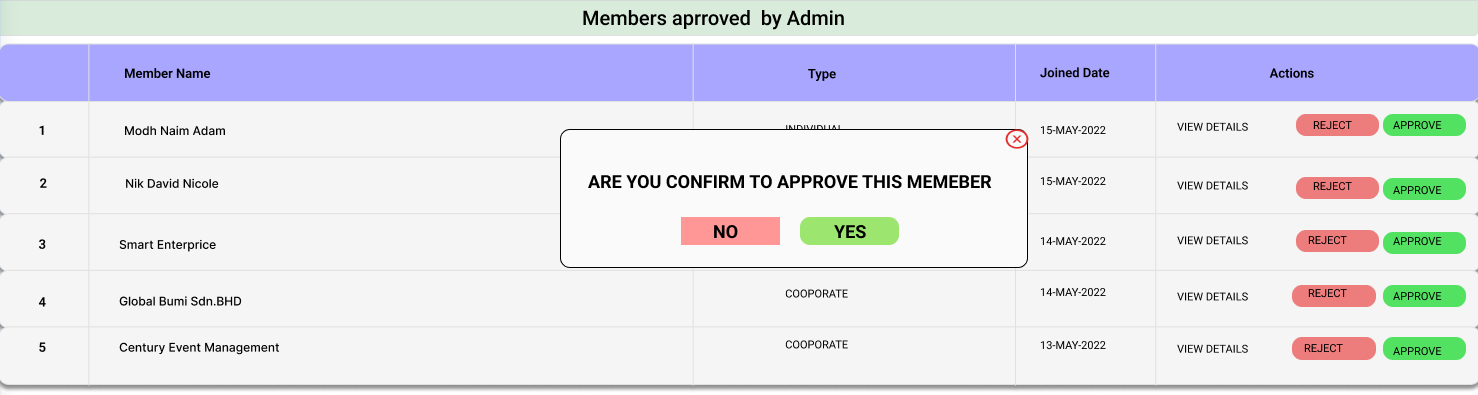 Members aprroved by Admin
Member Name Type Joined Date Actions
1 Modh Naim Adam INDIVIDUAL 15-MAY-2022 VIEW DETAILS REJECT APPROVE
2 Nik David Nicole 15-MAY-2022 VIEW DETAILS REJECT APPROVE
ARE YOU CONFIRM TO APPROVE THIS MEMEBER
NO YES
3 Smart Enterprice 14-MAY-2022 VIEW DETAILS REJECT APPROVE
4 Global Bumi Sdn.BHD COOPORATE 14-MAY-2022 VIEW DETAILS REJECT APPROVE
5 Century Event Management COOPORATE 13-MAY-2022 VIEW DETAILS REJECT APPROVE